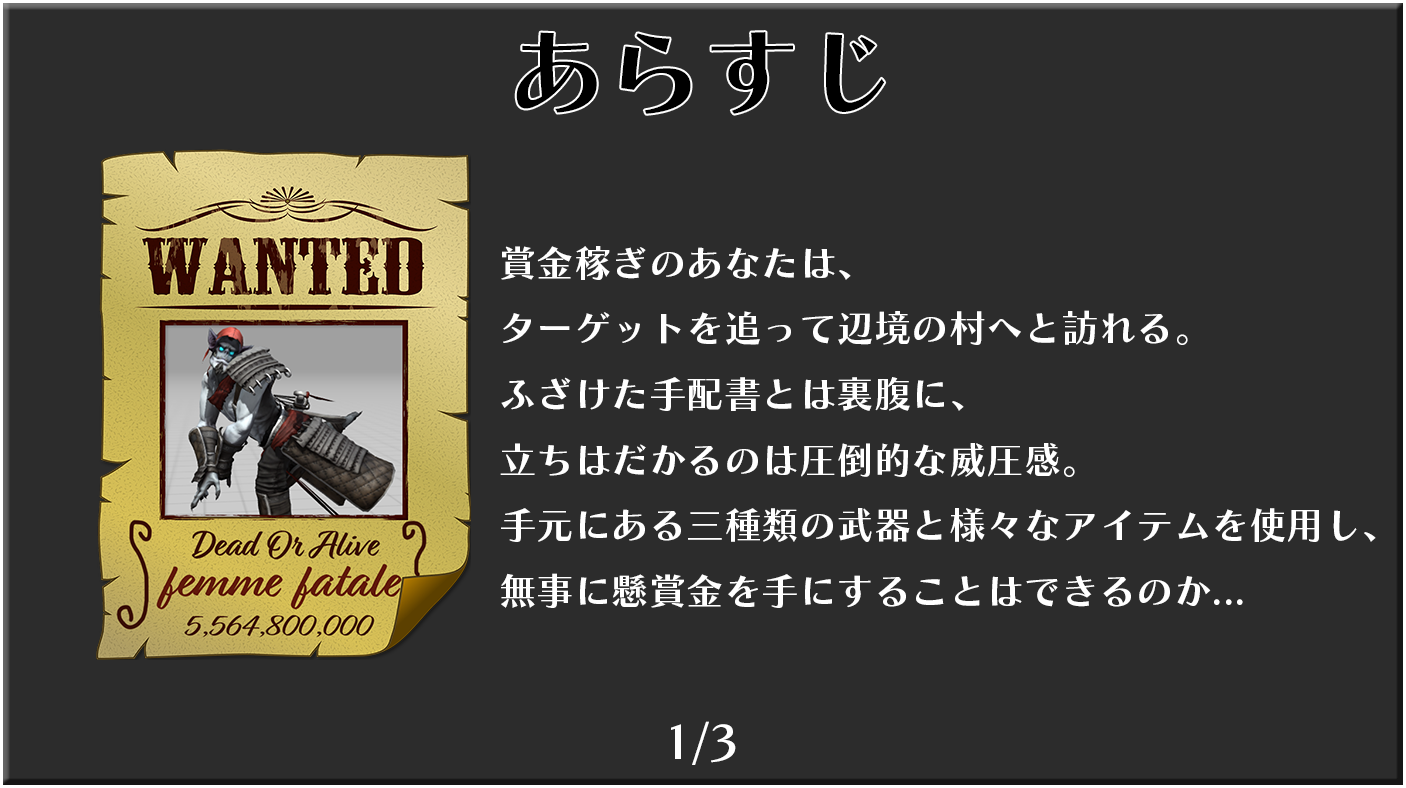 あらすじ
WANTED
Dead Or Alive
femme fatale
5,564,800,000
賞金稼ぎのあなたは、
ターゲットを追って辺境の村へと訪れる。
ふざけた手配書とは裏腹に、
立ちはだかるのは圧倒的な威圧感。
手元にある三種類の武器と様々なアイテムを使用し、
無事に懸賞金を手にすることはできるのか...
1/3